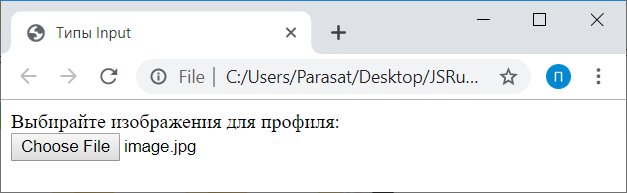 Типы Input
File | C:/Users/Parasat/Desktop/JSRu...
П
Выбирайте изображения для профиля:
Choose File image.jpg